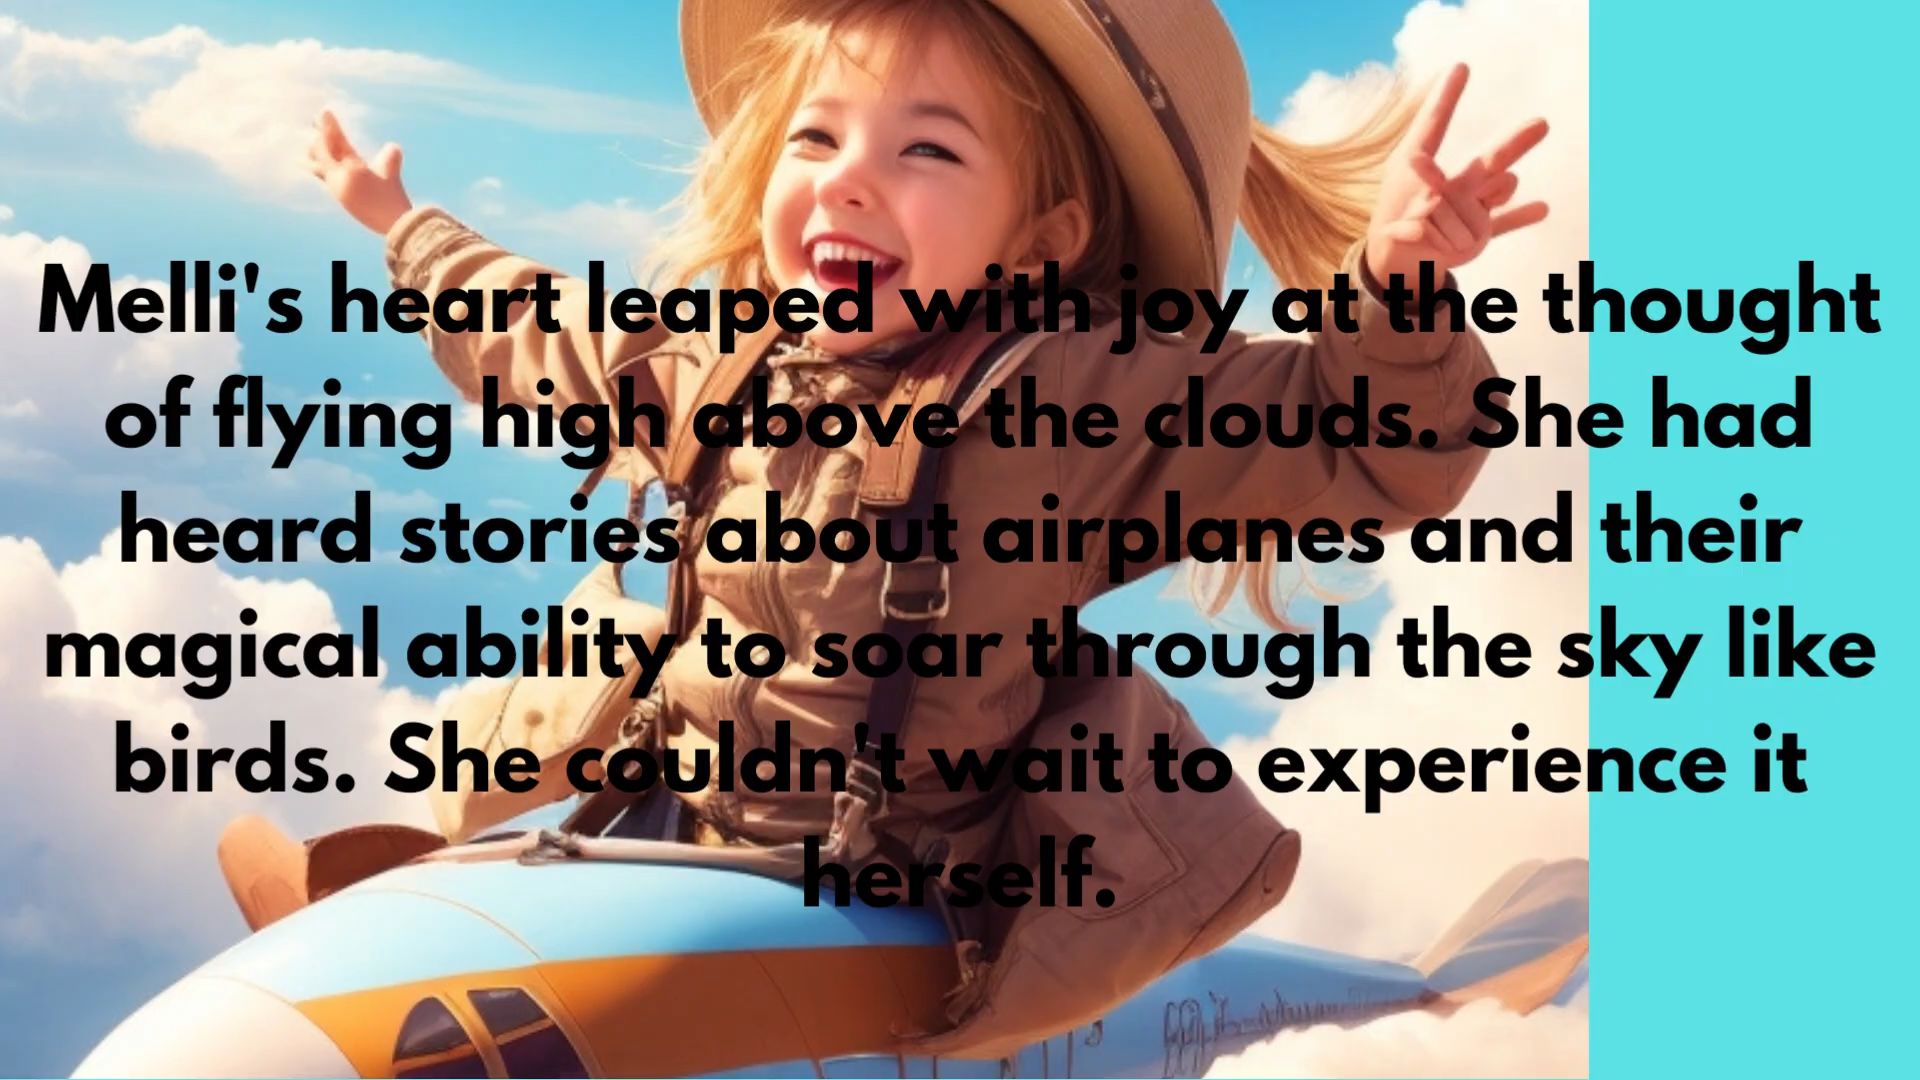 Melli's heart leaped with joy at the thought
of flying high above the clouds. She had
heard stories about airplanes and their
magical ability to soar through the sky like
birds. She couldn't wait to experience it
herself.